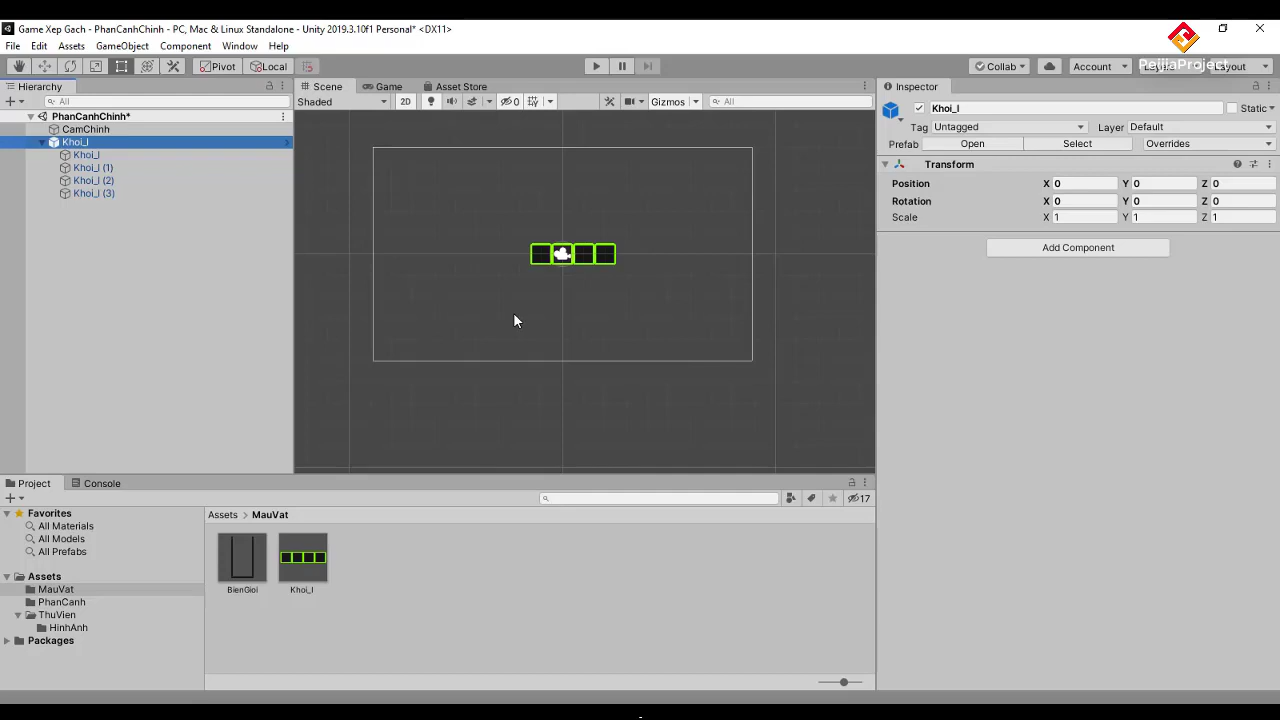 Game Xep Gach - PhanCanhChinh - PC, Mac & Linux Standalone - Unity 2019.3.10f1 Personal* <DX11>
File Edit Assets GameObject Component Window Help
PeijiaProject
Pivot Local Collab Account Layout
Hierarchy
All
PhanCanhChinh*
CamChinh
Khoi_I
Khoi_I
Khoi_I (1)
Khoi_I (2)
Khoi_I (3)
Scene Game Asset Store
Shaded 2D 0 Gizmos All
Inspector
Khoi_I Static
Tag Untagged Layer Default
Prefab Open Select Overrides
Transform
Position X 0 Y 0 Z 0
Rotation X 0 Y 0 Z 0
Scale X 1 Y 1 Z 1
Add Component
Project Console
17
Favorites
All Materials
All Models
All Prefabs
Assets
MauVat
PhanCanh
ThuVien
HinhAnh
Packages
Assets > MauVat
BienGioi Khoi_I